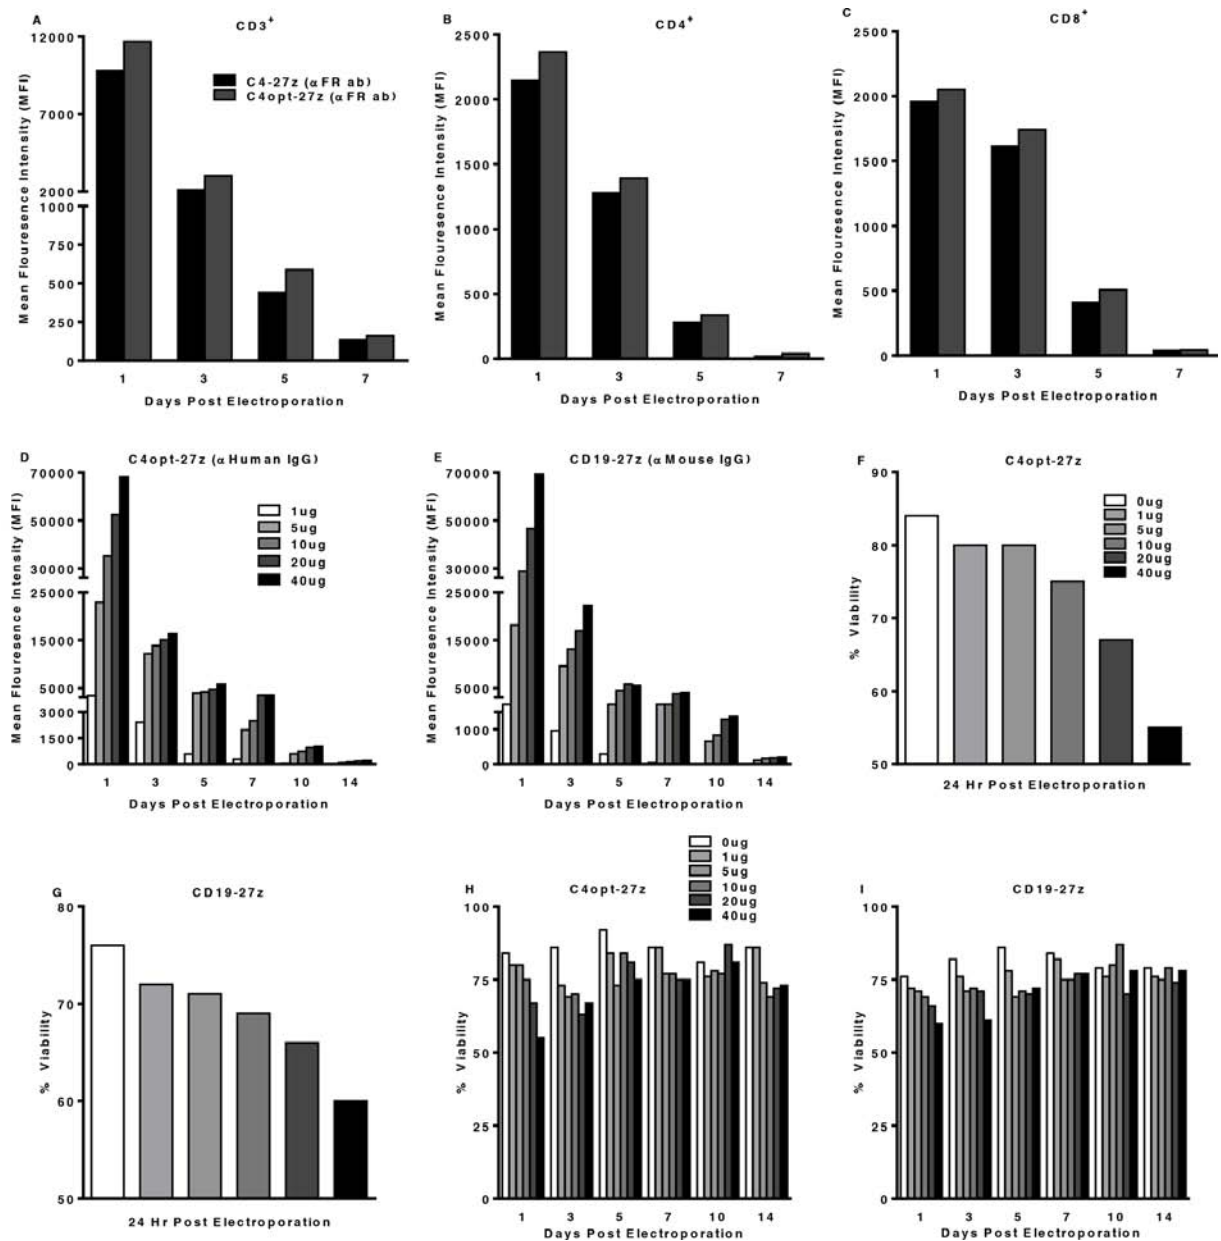 A
CD3+
Mean Flouresence Intensity (MFI)
12000
7000
2000
1000
750
500
250
0
C4-27z (αFR ab)
C4opt-27z (αFR ab)
1 3 5 7
Days Post Electroporation
B
CD4+
Mean Flouresence Intensity (MFI)
2500
2000
1500
1000
500
0
1 3 5 7
Days Post Electroporation
C
CD8+
Mean Flouresence Intensity (MFI)
2500
2000
1500
1000
500
0
1 3 5 7
Days Post Electroporation
D
C4opt-27z (αHuman IgG)
Mean Flouresence Intensity (MFI)
70000
50000
30000
25000
15000
5000
3000
1500
0
1ug
5ug
10ug
20ug
40ug
1 3 5 7 10 14
Days Post Electroporation
E
CD19-27z (αMouse IgG)
Mean Flouresence Intensity (MFI)
70000
50000
30000
25000
15000
5000
1000
0
1 3 5 7 10 14
Days Post Electroporation
F
C4opt-27z
% Viability
90
80
70
60
50
0ug
1ug
5ug
10ug
20ug
40ug
24 Hr Post Electroporation
G
CD19-27z
% Viability
80
70
60
50
24 Hr Post Electroporation
H
C4opt-27z
% Viability
100
75
50
25
0
0ug
1ug
5ug
10ug
20ug
40ug
1 3 5 7 10 14
Days Post Electroporation
I
CD19-27z
% Viability
100
75
50
25
0
1 3 5 7 10 14
Days Post Electroporation